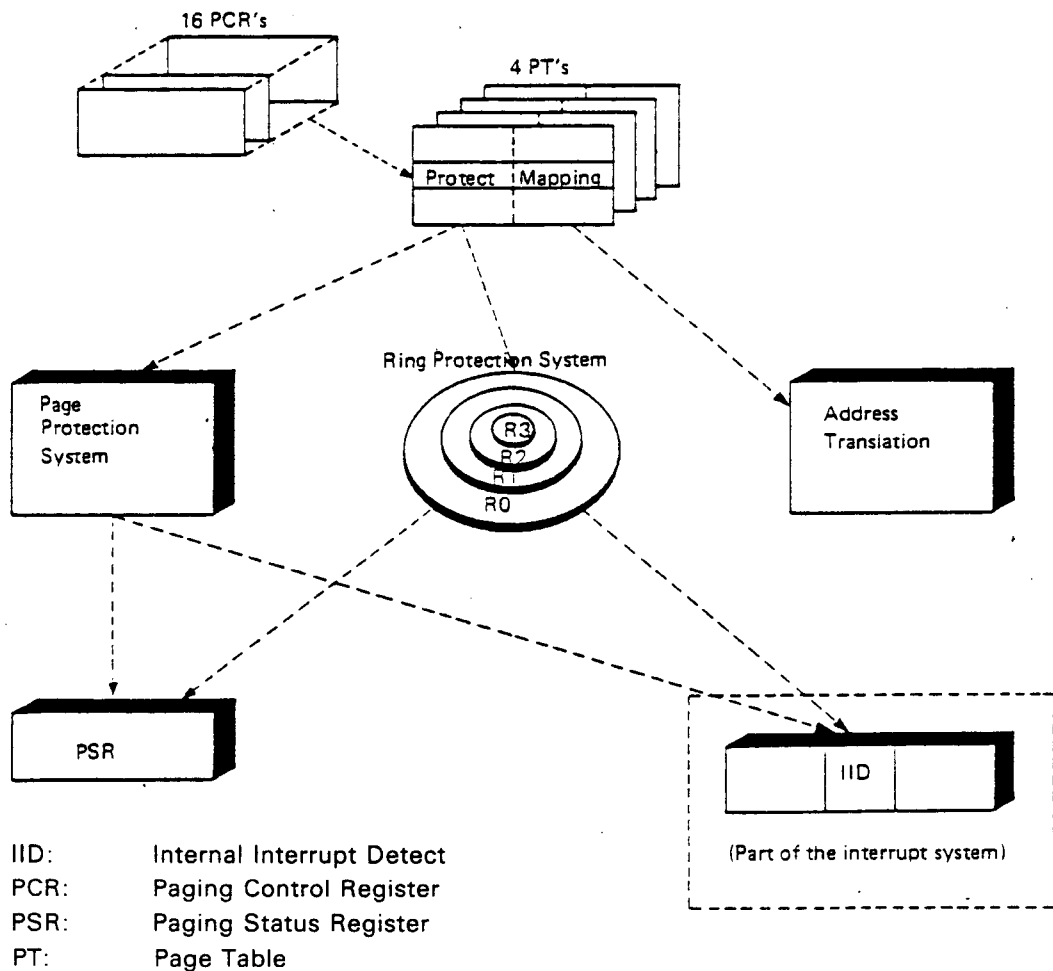 16 PCR's
4 PT's
Protect Mapping
Ring Protection System
Page
Protection
System
R3
R2
R1
R0
Address
Translation
PSR
IID
(Part of the interrupt system)
IID: Internal Interrupt Detect
PCR: Paging Control Register
PSR: Paging Status Register
PT: Page Table